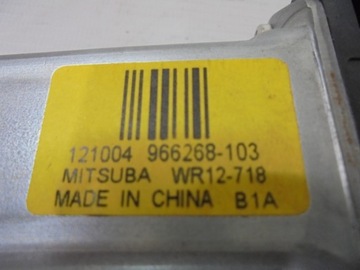 121004 966268-103
MITSUBA WR12-718
MADE IN CHINA B1A